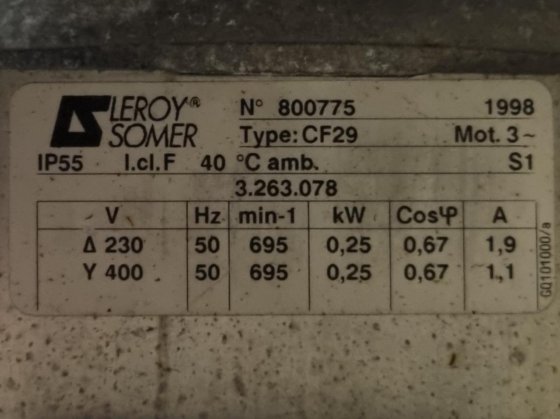 LEROY® N° 800775 1998
SOMER Type: CF29 Mot. 3~
IP55 I.cl.F 40 °C amb. S1
3.263.078
V Hz min-1 kW Cosφ A
Δ 230 50 695 0,25 0,67 1,9
Y 400 50 695 0,25 0,67 1,1
GQ101000/a